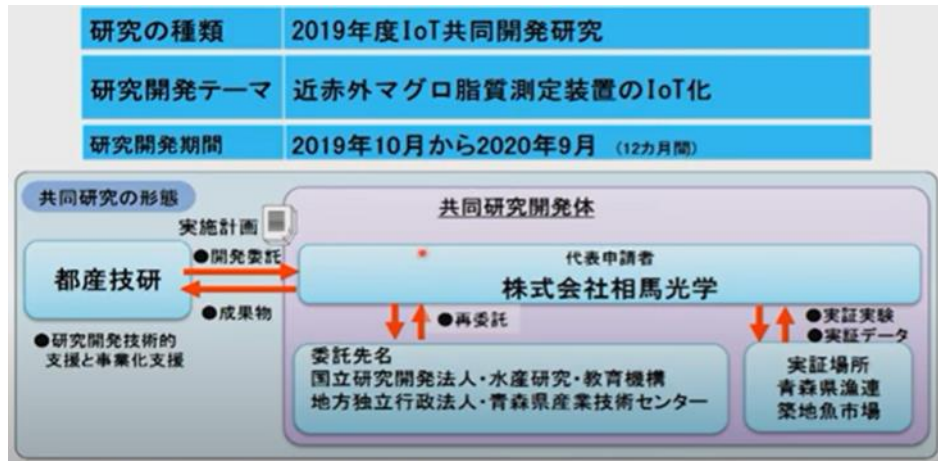 研究の種類 2019年度IoT共同開発研究
研究開発テーマ 近赤外マグロ脂質測定装置のIoT化
研究開発期間 2019年10月から2020年9月 (12カ月間)
共同研究の形態
共同研究開発体
実施計画
●開発委託
都産技研
●成果物
●研究開発技術的
支援と事業化支援
代表申請者
株式会社相馬光学
●再委託
●実証実験
●実証データ
委託先名
国立研究開発法人・水産研究・教育機構
地方独立行政法人・青森県産業技術センター
実証場所
青森県漁連
築地魚市場